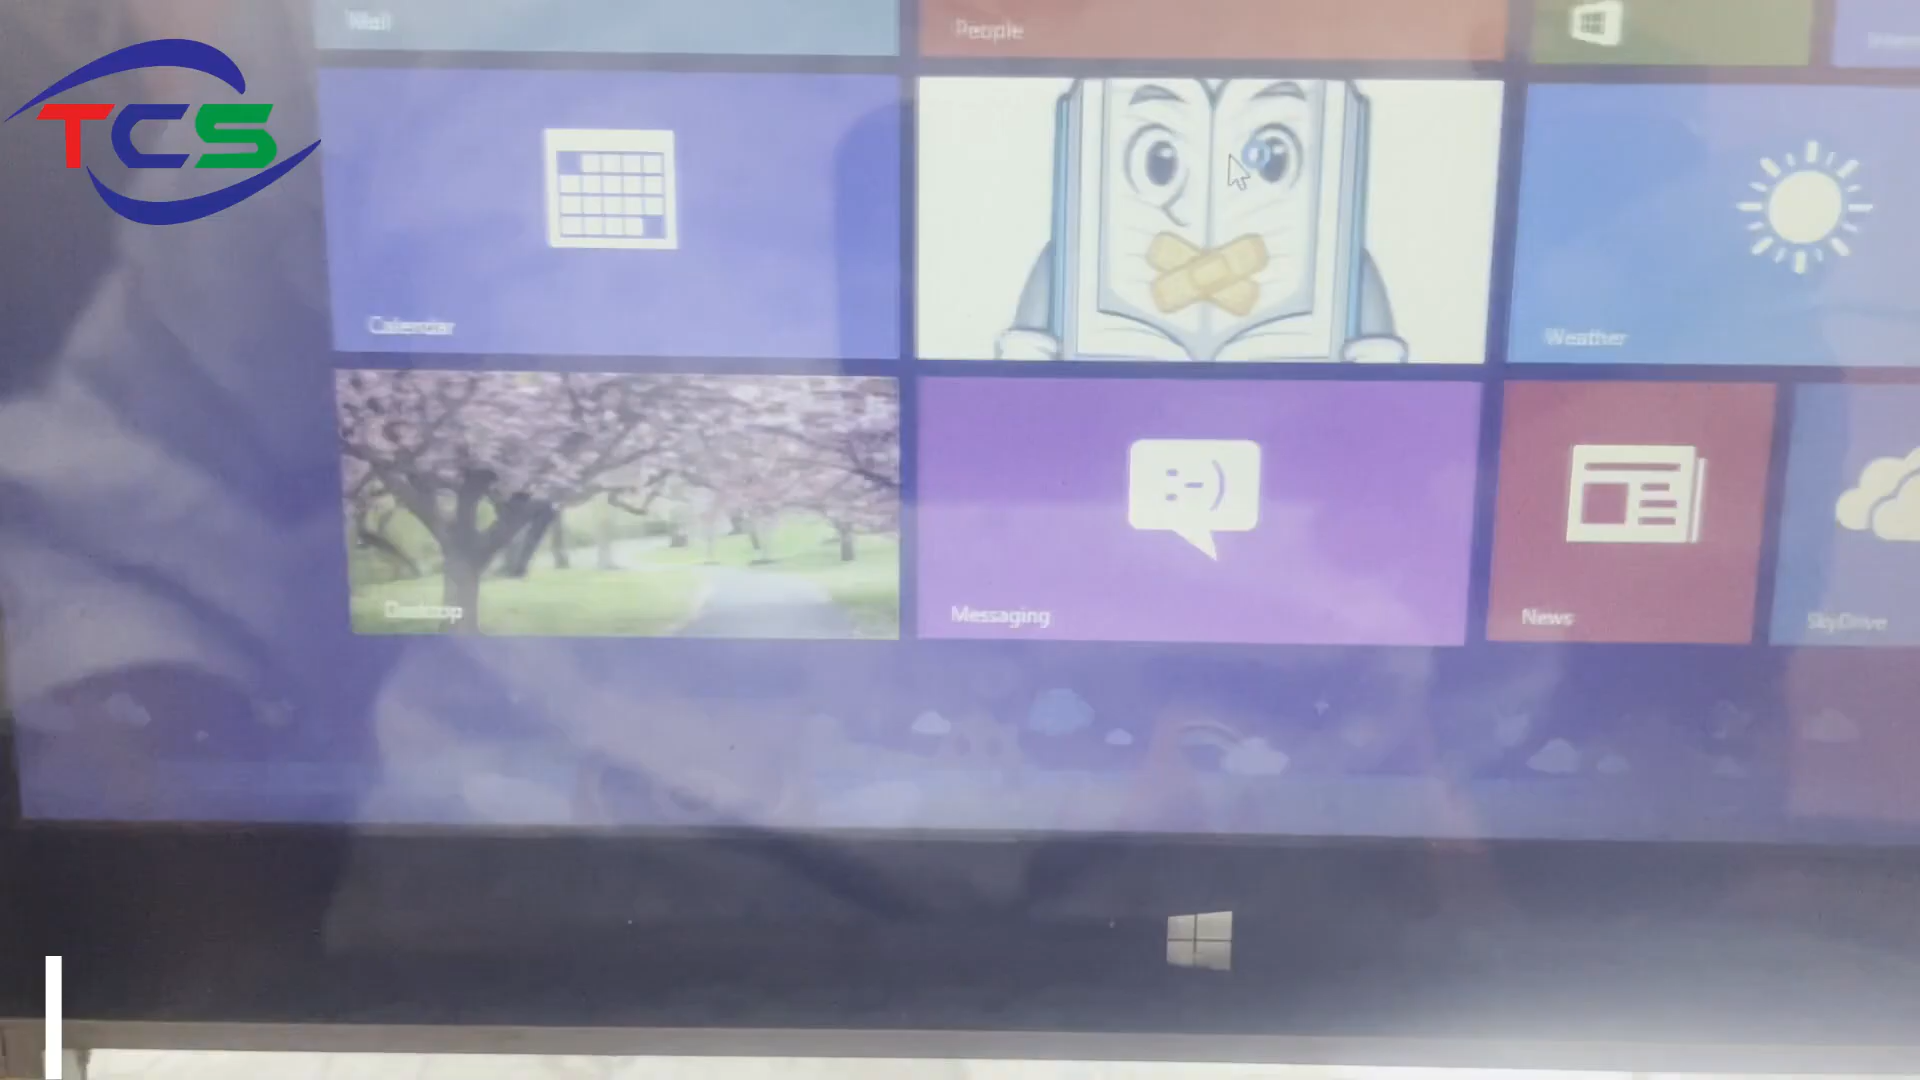 Mail
People
TCS
Calendar
Weather
:-)
Desktop
Messaging
News
SkyDrive